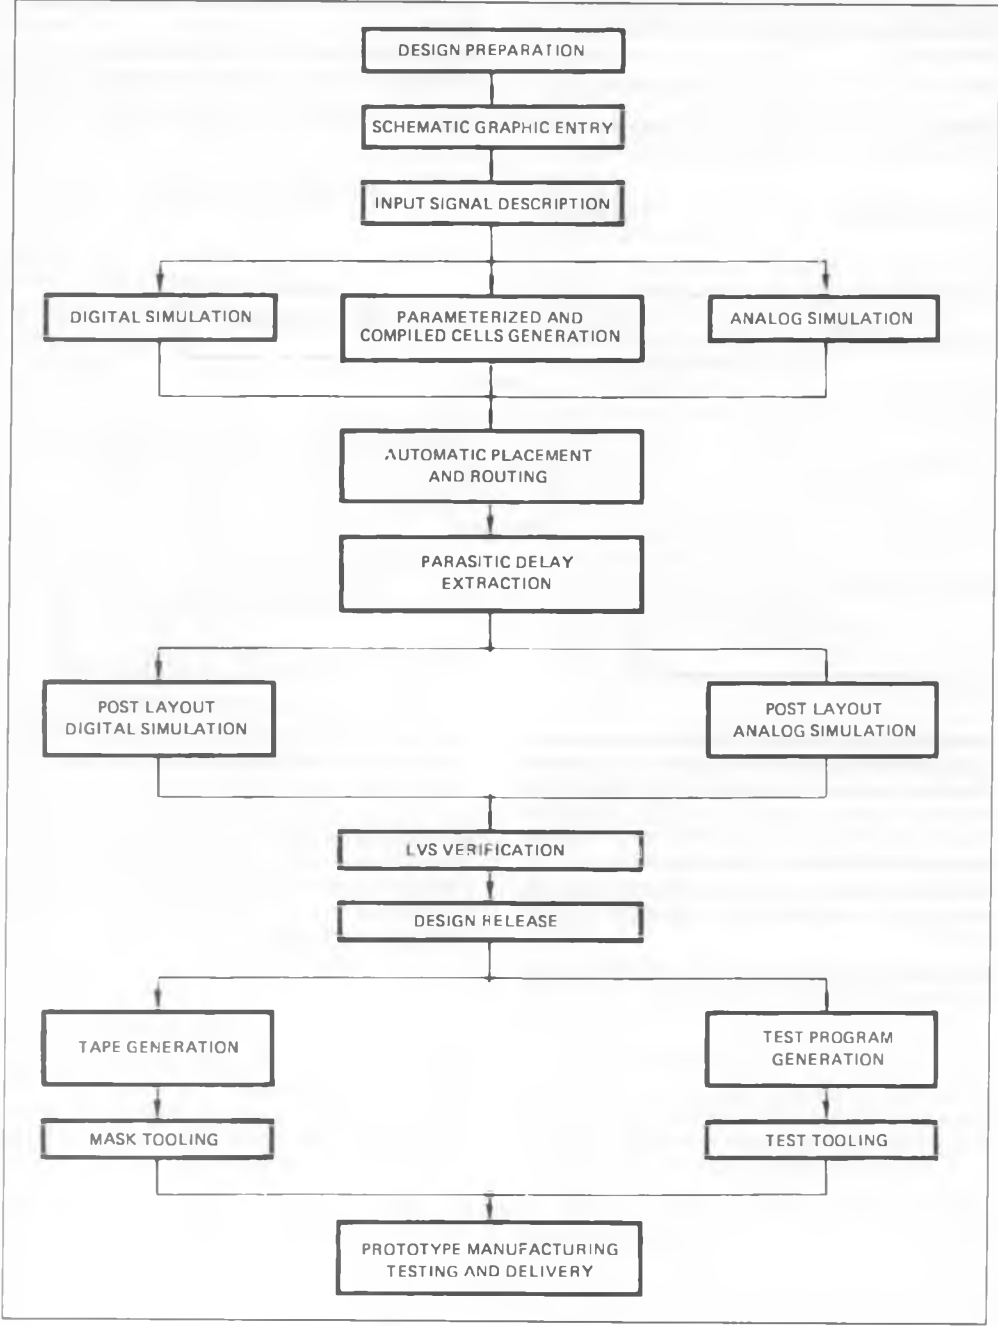 DESIGN PREPARATION
SCHEMATIC GRAPHIC ENTRY
INPUT SIGNAL DESCRIPTION
DIGITAL SIMULATION
PARAMETERIZED AND
COMPILED CELLS GENERATION
ANALOG SIMULATION
AUTOMATIC PLACEMENT
AND ROUTING
PARASITIC DELAY
EXTRACTION
POST LAYOUT
DIGITAL SIMULATION
POST LAYOUT
ANALOG SIMULATION
LVS VERIFICATION
DESIGN RELEASE
TAPE GENERATION
TEST PROGRAM
GENERATION
MASK TOOLING
TEST TOOLING
PROTOTYPE MANUFACTURING
TESTING AND DELIVERY